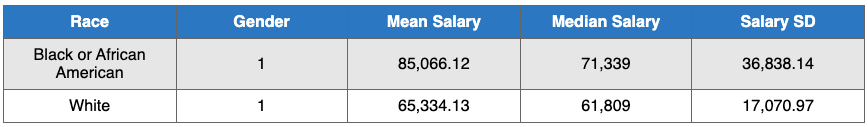 Race Gender Mean Salary Median Salary Salary SD
Black or African
American 1 85,066.12 71,339 36,838.14
White 1 65,334.13 61,809 17,070.97